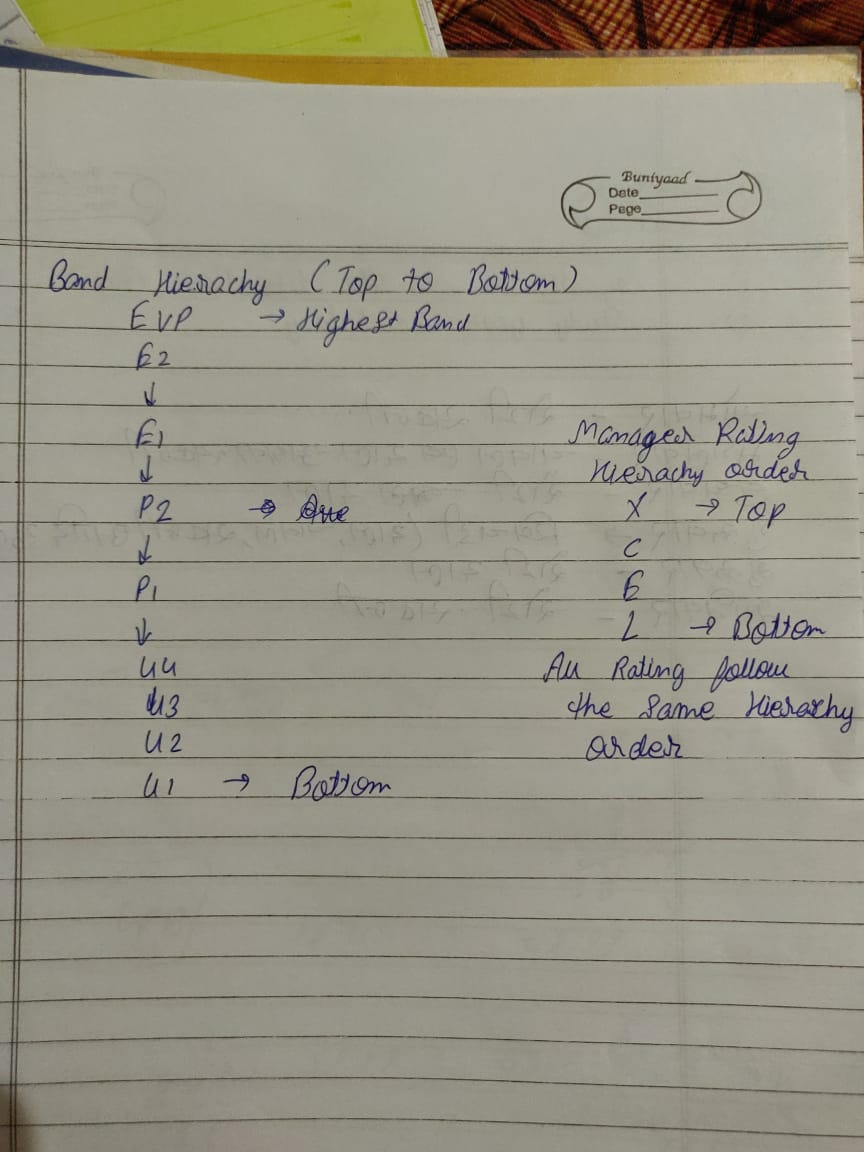 Buniyaad
Date
Page
Band Hierachy (Top to Bottom)
EVP → Highest Band
E2
↓
E1
↓
P2 →
↓
P1
↓
U4
U3
U2
U1 → Bottom
Manager Rating
Hierachy order
X → Top
C
E
L → Bottom
All Rating follow
the Same Hierarchy
order